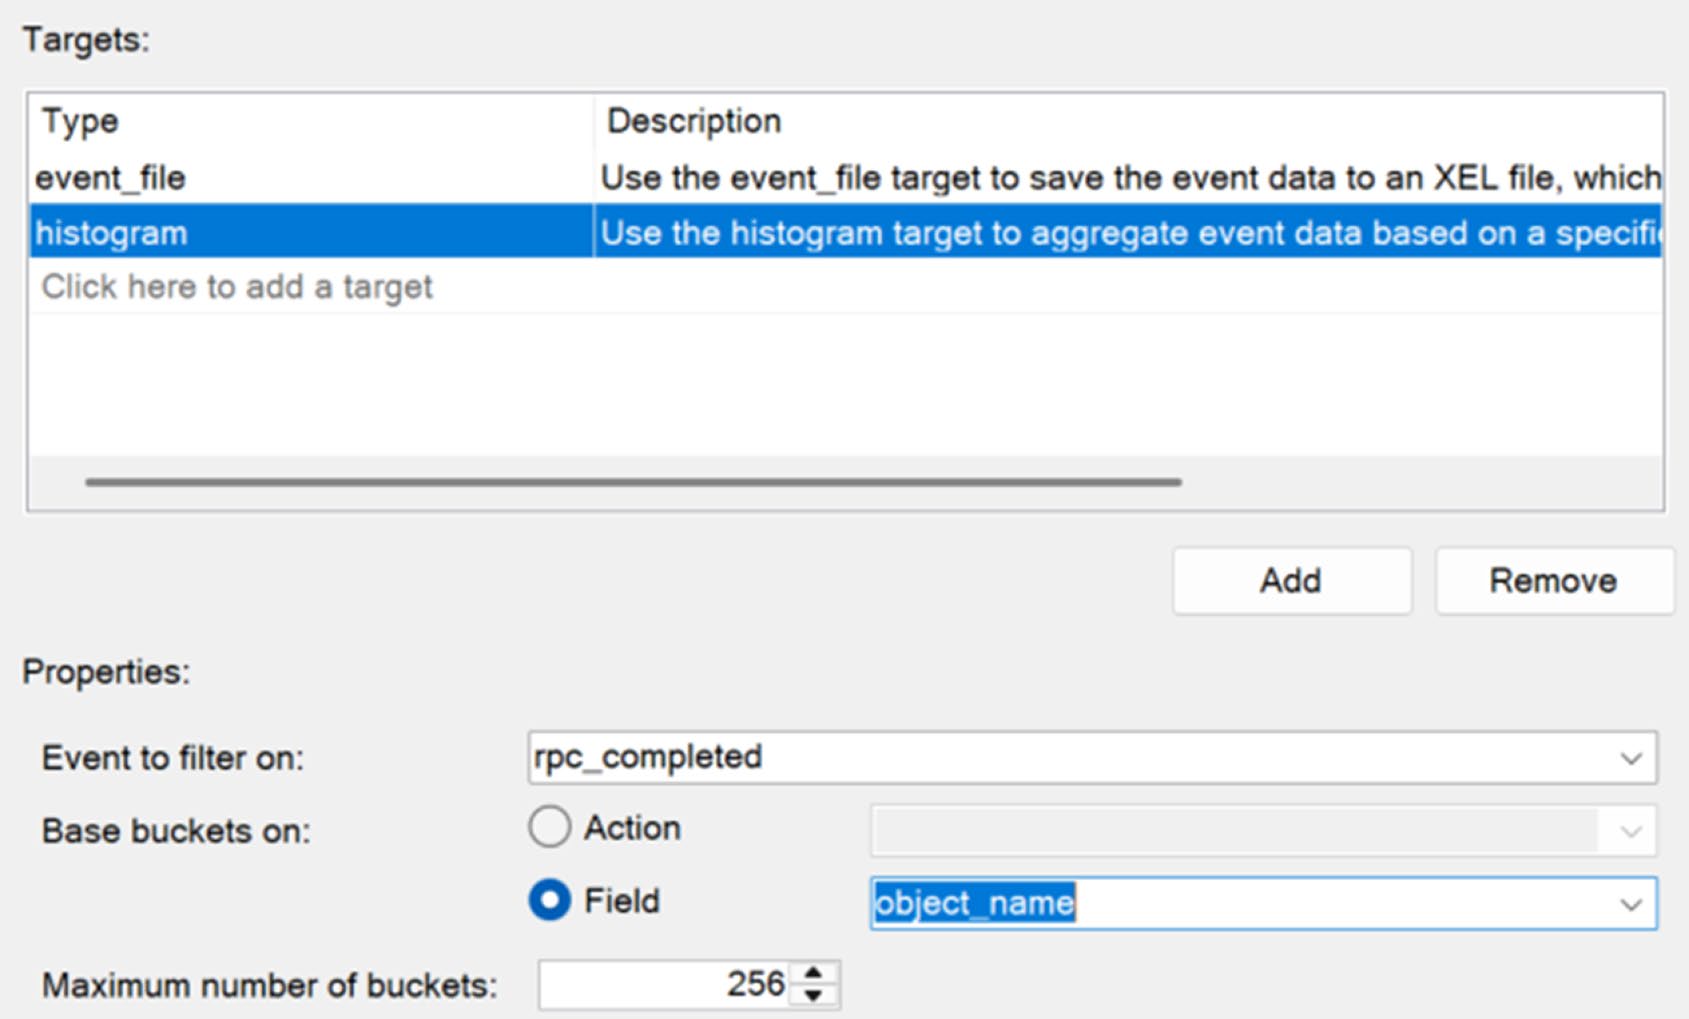 Targets:
Type Description
event_file Use the event_file target to save the event data to an XEL file, which
histogram Use the histogram target to aggregate event data based on a specifi
Click here to add a target
Add Remove
Properties:
Event to filter on: rpc_completed
Base buckets on: Action
Field object_name
Maximum number of buckets: 256